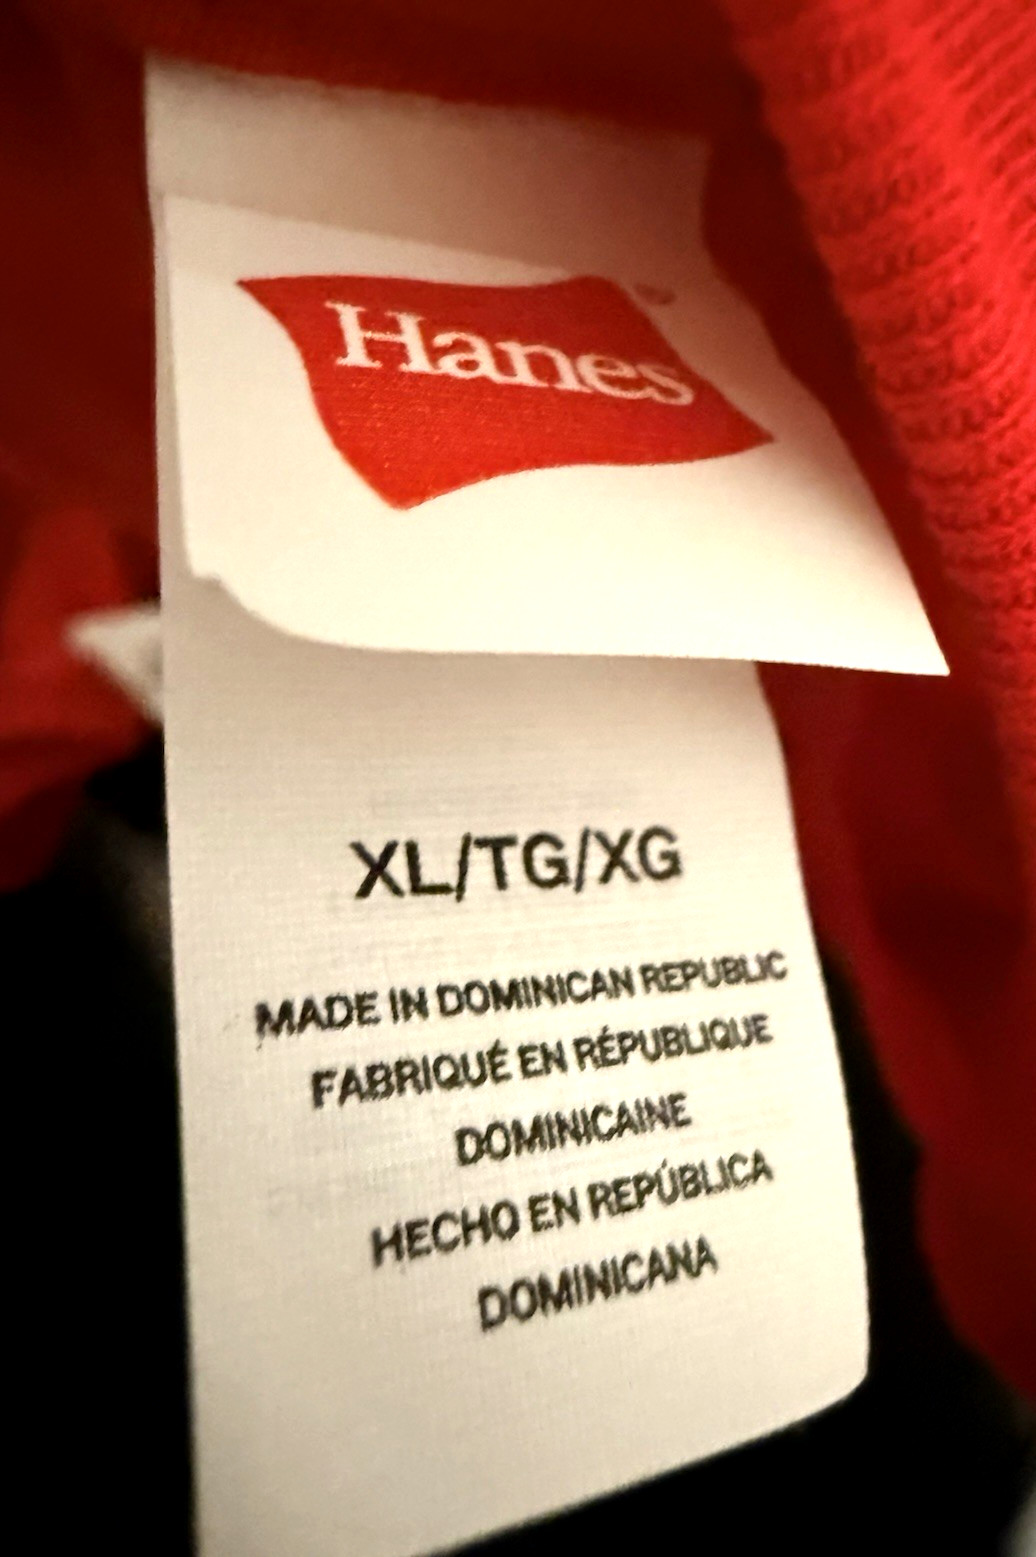 Hanes
XL/TG/XG
MADE IN DOMINICAN REPUBLIC
FABRIQUÉ EN RÉPUBLIQUE
DOMINICAINE
HECHO EN REPÚBLICA
DOMINICANA